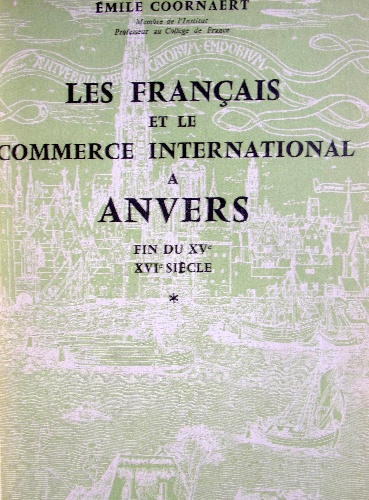 ÉMILE COORNAERT
Membre de l'Institut
Professeur au Collège de France
LES FRANÇAIS
ET LE
COMMERCE INTERNATIONAL
A
ANVERS
FIN DU XVe
XVIe SIÈCLE
*